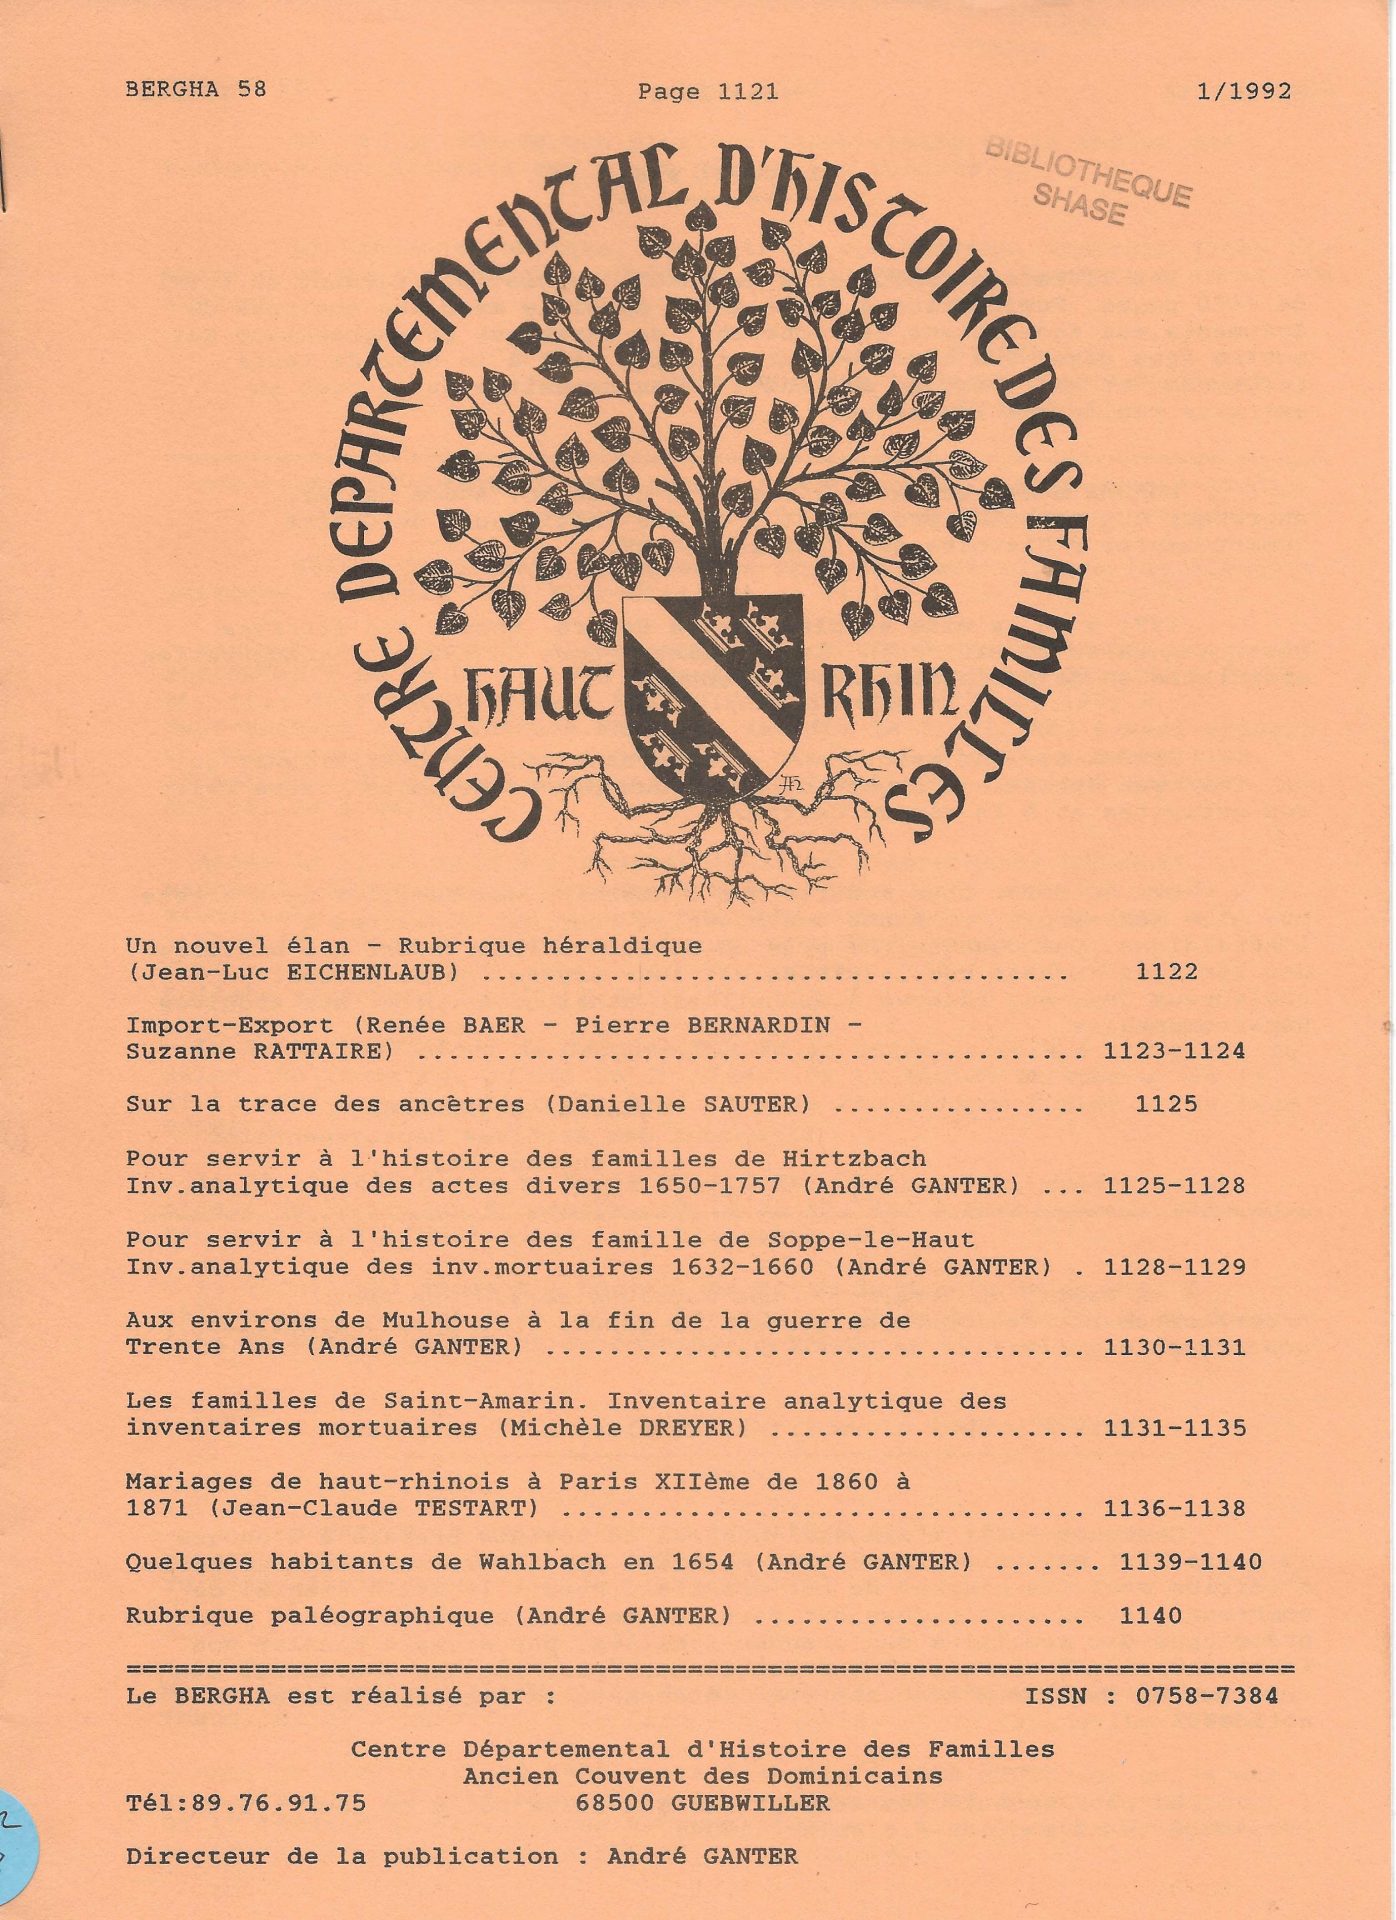 BERGHA 58 Page 1121 1/1992
BIBLIOTHEQUE
SHASE
CENTRE DEPARTEMENTAL D'HISTOIRE DES FAMILLES
HAUT RHIN
Un nouvel élan - Rubrique héraldique
(Jean-Luc EICHENLAUB) ..................................... 1122
Import-Export (Renée BAER - Pierre BERNARDIN -
Suzanne RATTAIRE) .......................................... 1123-1124
Sur la trace des ancêtres (Danielle SAUTER) ................ 1125
Pour servir à l'histoire des familles de Hirtzbach
Inv.analytique des actes divers 1650-1757 (André GANTER) ... 1125-1128
Pour servir à l'histoire des famille de Soppe-le-Haut
Inv.analytique des inv.mortuaires 1632-1660 (André GANTER) . 1128-1129
Aux environs de Mulhouse à la fin de la guerre de
Trente Ans (André GANTER) .................................. 1130-1131
Les familles de Saint-Amarin. Inventaire analytique des
inventaires mortuaires (Michèle DREYER) .................... 1131-1135
Mariages de haut-rhinois à Paris XIIème de 1860 à
1871 (Jean-Claude TESTART) ................................. 1136-1138
Quelques habitants de Wahlbach en 1654 (André GANTER) ....... 1139-1140
Rubrique paléographique (André GANTER) ..................... 1140
=========================================================================
Le BERGHA est réalisé par : ISSN : 0758-7384
Centre Départemental d'Histoire des Familles
Ancien Couvent des Dominicains
Tél:89.76.91.75 68500 GUEBWILLER
Directeur de la publication : André GANTER